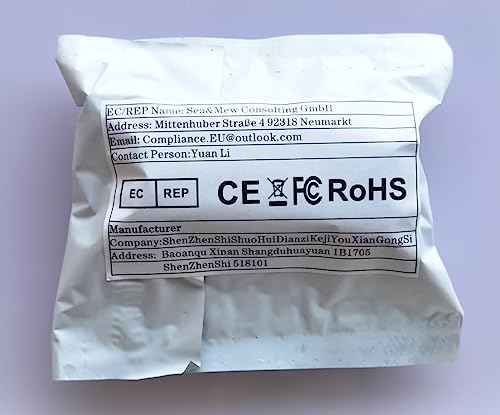 EC/REP Name: Sea&Mew Consulting GmbH
Address: Mittenhuber Straße 4 92318 Neumarkt
Email: Compliance.EU@outlook.com
Contact Person:Yuan Li
EC REP CE FC RoHS
Manufacturer
Company:ShenZhenShiShuoHuiDianziKejiYouXianGongSi
Address: Baoanqu Xinan Shangduhuayuan 1B1705
ShenZhenShi 518101